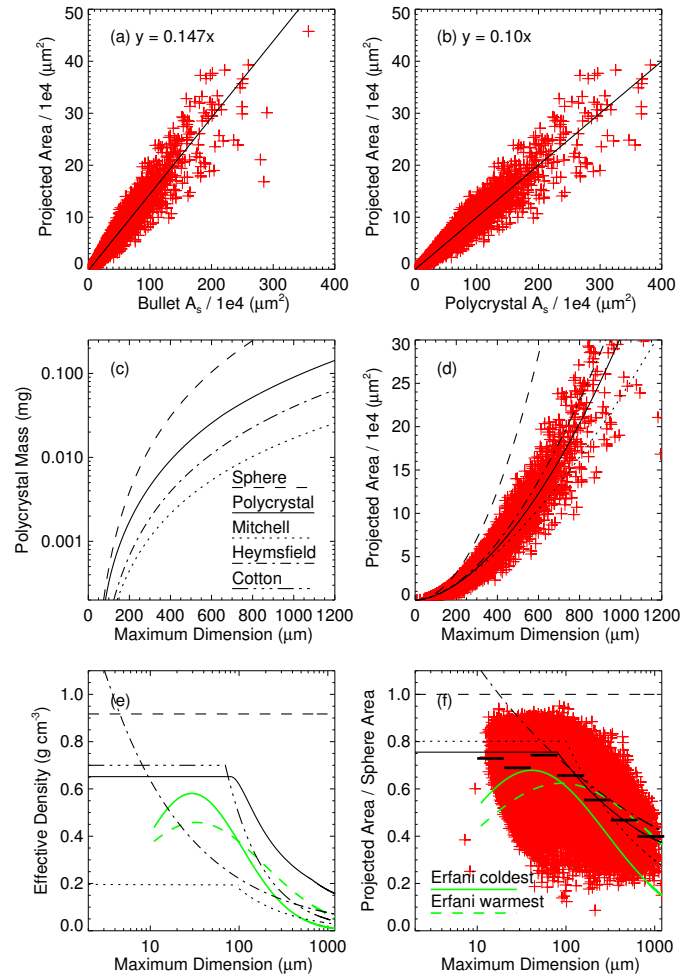 (a) y = 0.147x
(b) y = 0.10x
Projected Area / 1e4 (μm²)
50
40
30
20
10
0
0 100 200 300 400
Bullet Aₛ / 1e4 (μm²)
Projected Area / 1e4 (μm²)
50
40
30
20
10
0
0 100 200 300 400
Polycrystal Aₛ / 1e4 (μm²)
(c)
Polycrystal Mass (mg)
0.100
0.010
0.001
Sphere
Polycrystal
Mitchell
Heymsfield
Cotton
0 200 400 600 800 1000 1200
Maximum Dimension (μm)
(d)
Projected Area / 1e4 (μm²)
30
25
20
15
10
5
0
0 200 400 600 800 1000 1200
Maximum Dimension (μm)
(e)
Effective Density (g cm⁻³)
1.0
0.8
0.6
0.4
0.2
0.0
10 100 1000
Maximum Dimension (μm)
(f)
Projected Area / Sphere Area
1.0
0.8
0.6
0.4
0.2
0.0
Erfani coldest
Erfani warmest
10 100 1000
Maximum Dimension (μm)